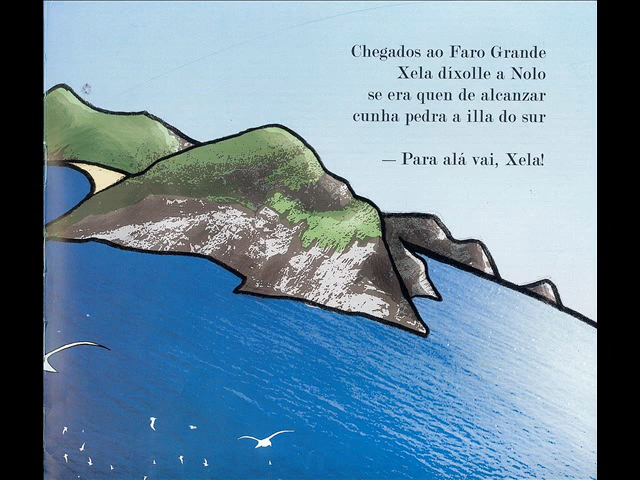 Chegados ao Faro Grande
Xela díxolle a Nolo
se era quen de alcanzar
cunha pedra a illa do sur
— Para alá vai, Xela!